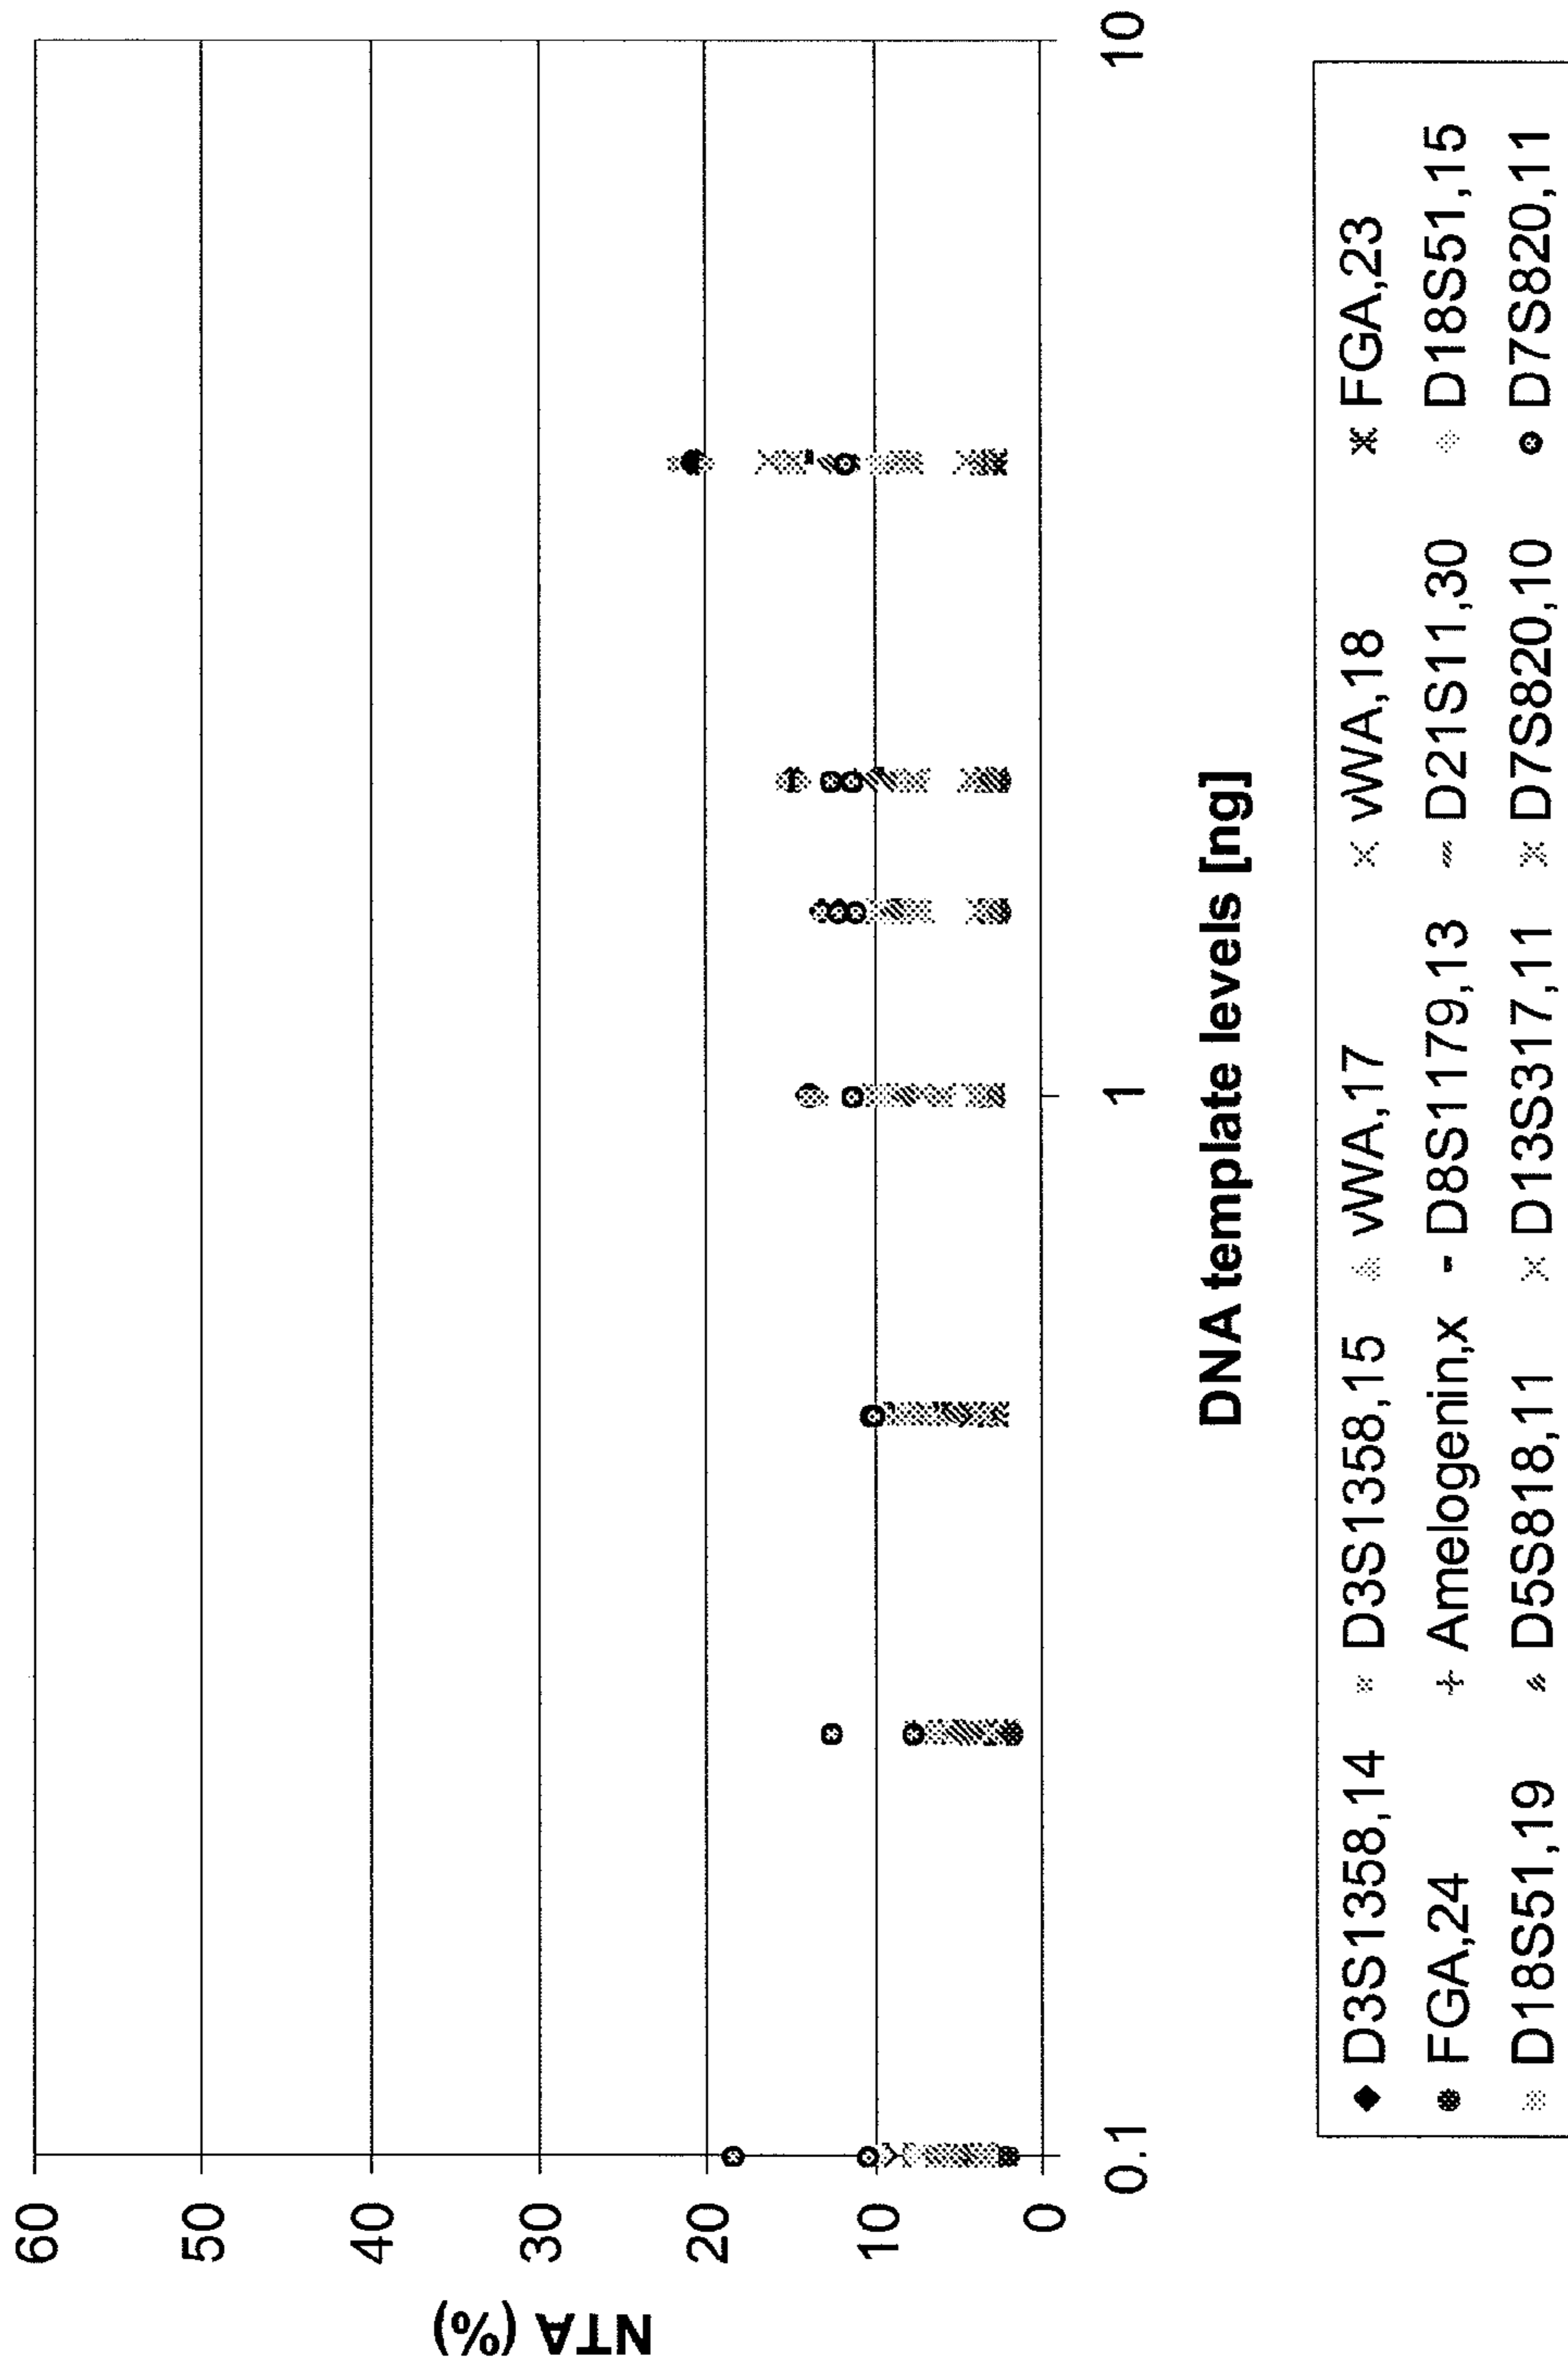 NTA (%)
60
50
40
30
20
10
0
0.1
1
10
DNA template levels [ng]
D3S1358,14 D3S1358,15 vWA,17 vWA,18 FGA,23
FGA,24 Amelogenin,x D8S1179,13 D21S11,30 D18S51,15
D18S51,19 D5S818,11 D13S317,11 D7S820,10 D7S820,11